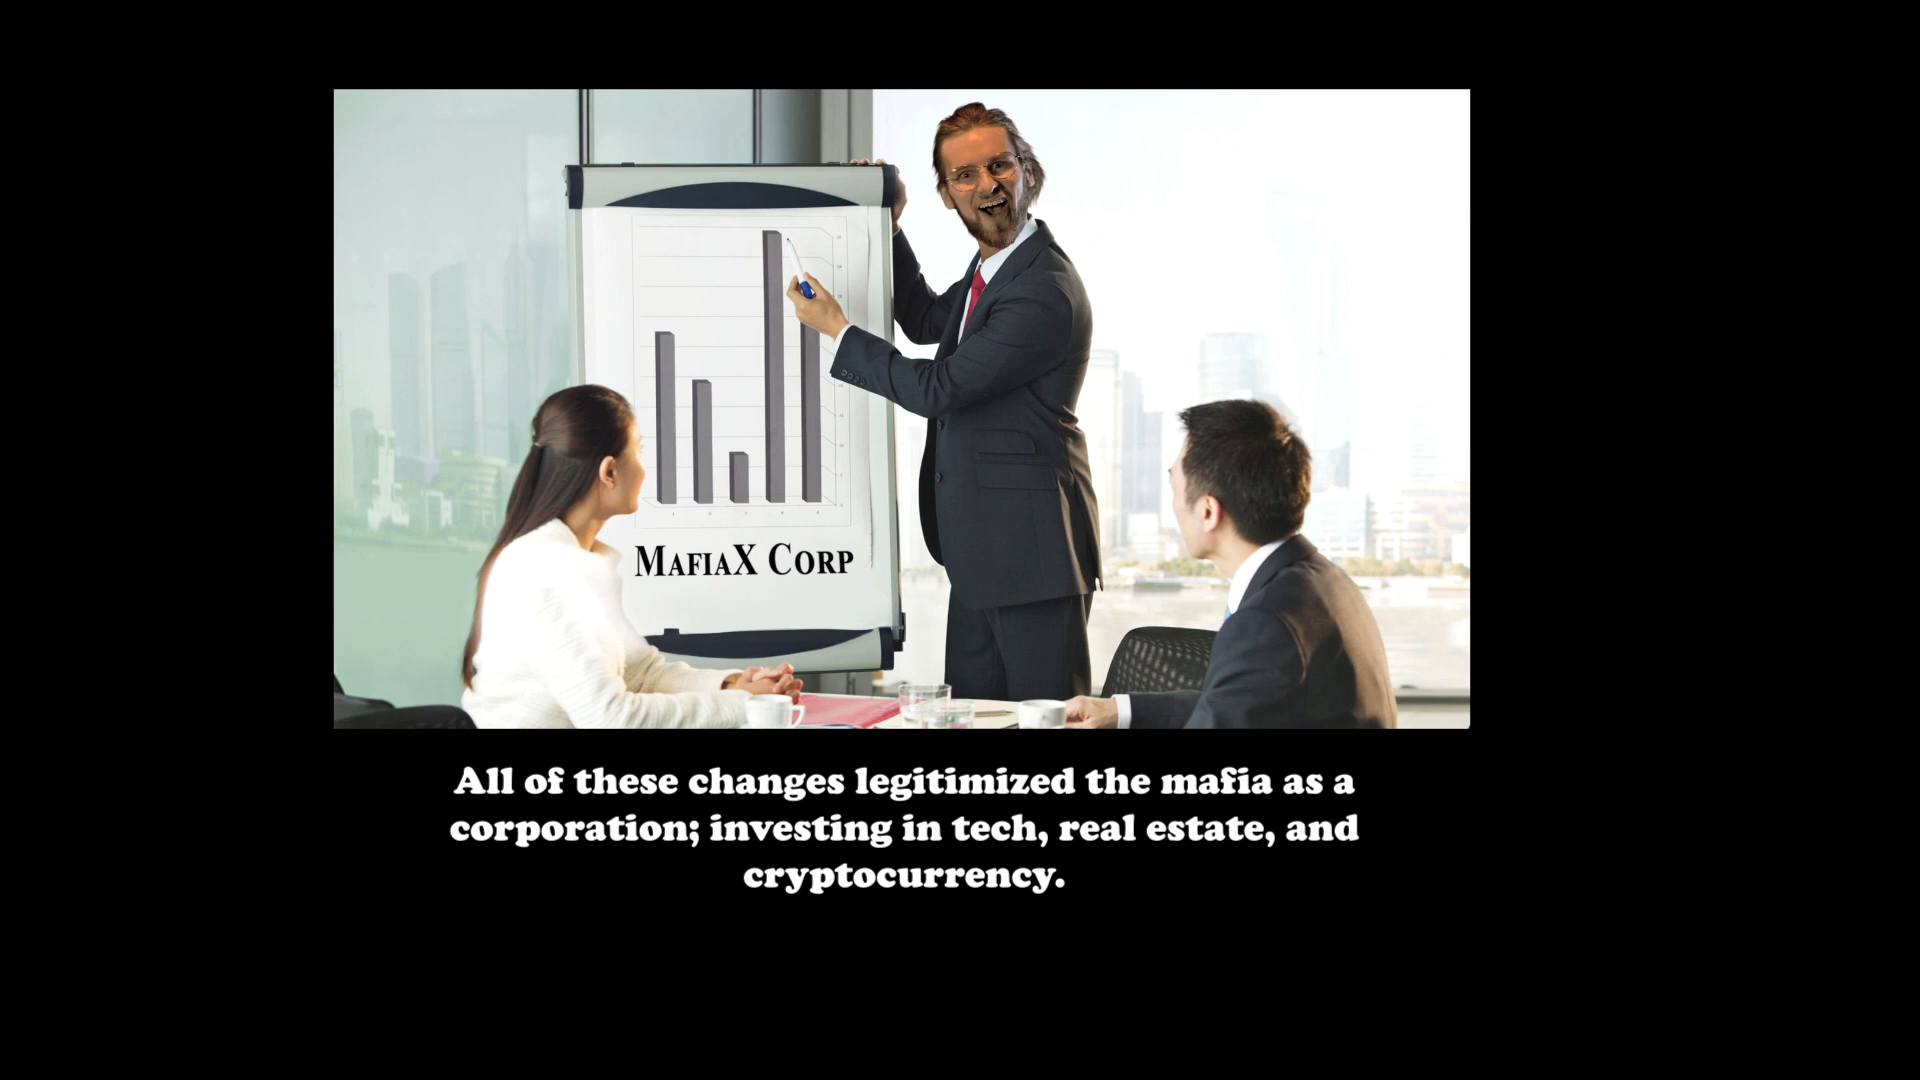 MAFIAX CORP
All of these changes legitimized the mafia as a
corporation; investing in tech, real estate, and
cryptocurrency.